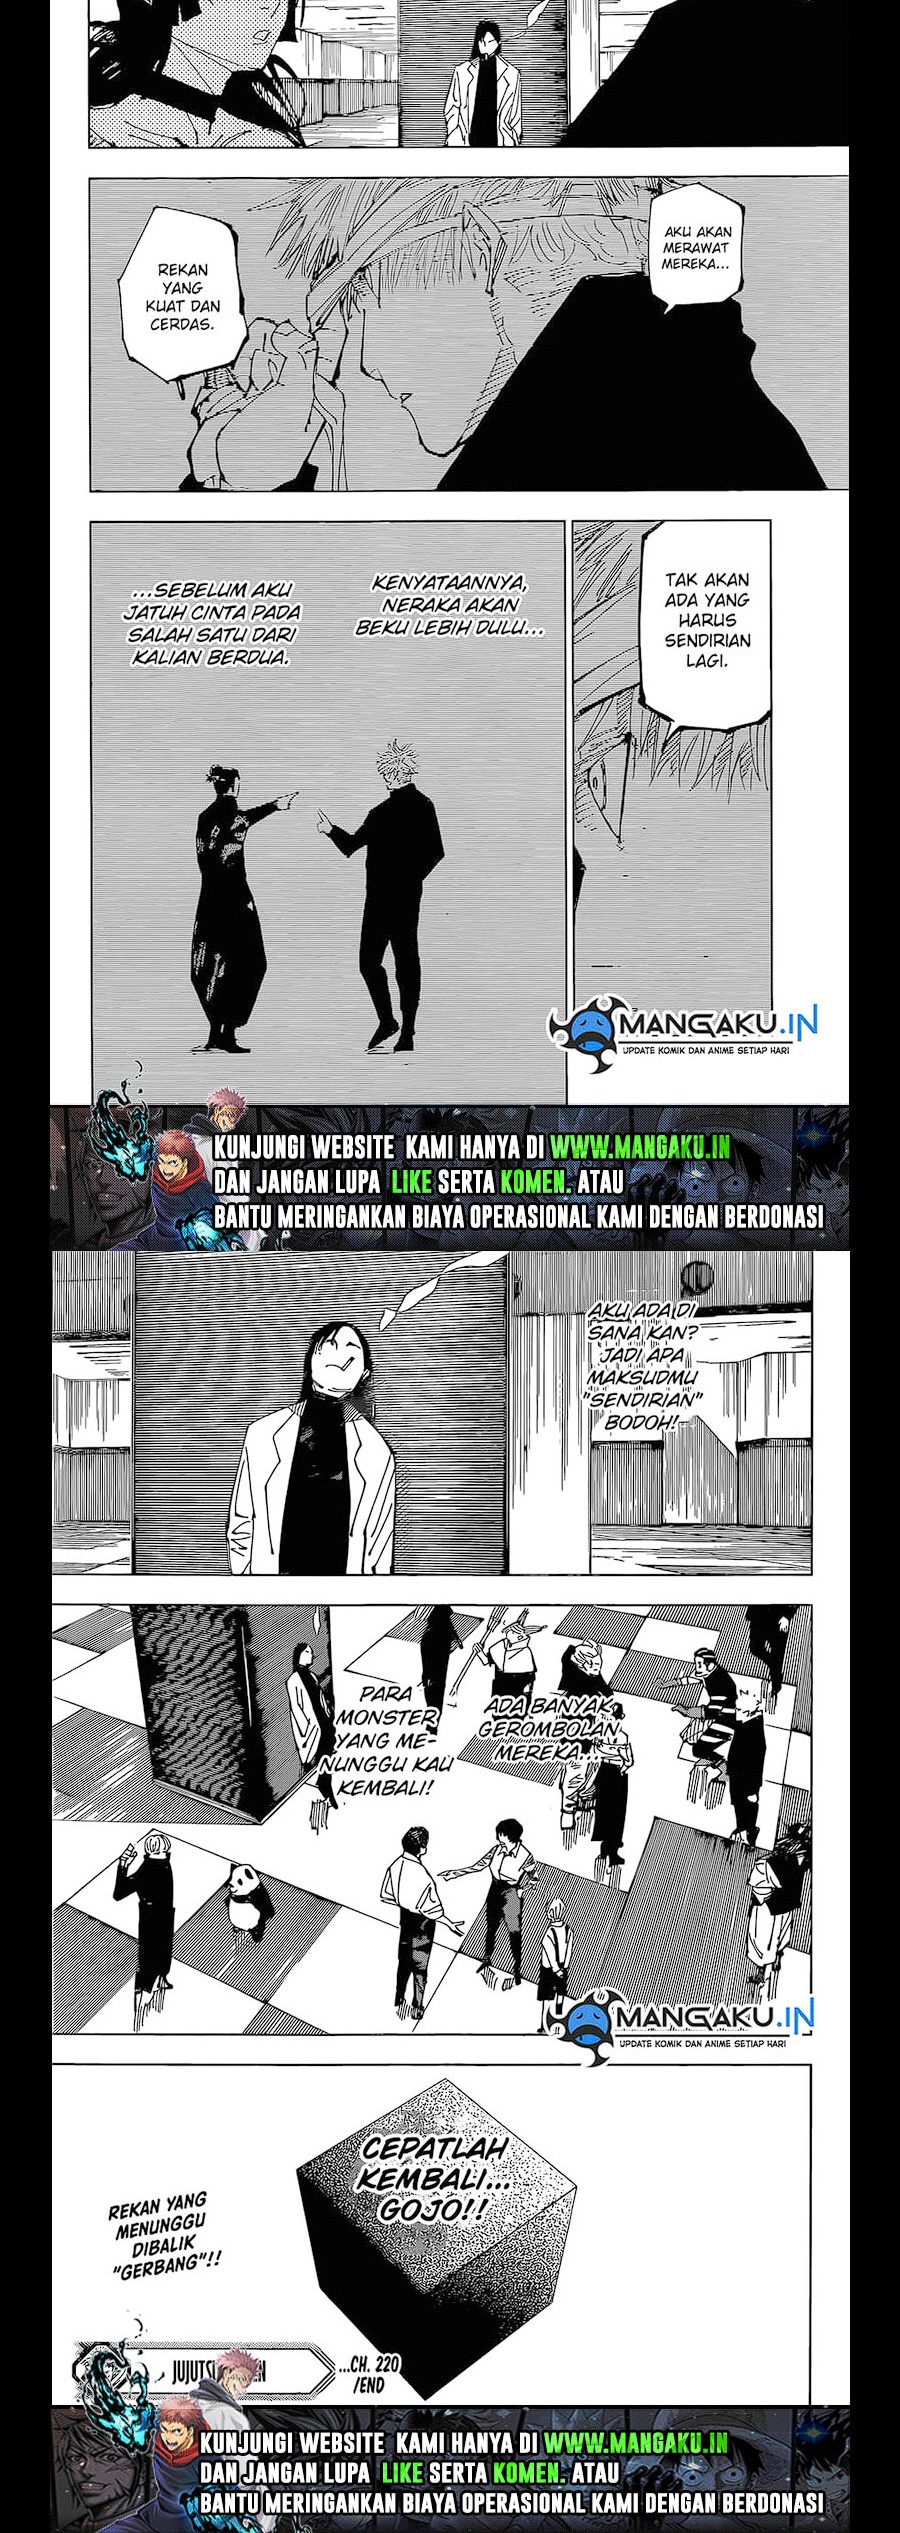 AKU AKAN
MERAWAT
MEREKA...
REKAN
YANG
KUAT DAN
CERDAS.
TAK AKAN
ADA YANG
HARUS
SENDIRIAN
LAGI.
KENYATAANNYA,
NERAKA AKAN
BEKU LEBIH DULU...
...SEBELUM AKU
JATUH CINTA PADA
SALAH SATU DARI
KALIAN BERDUA.
MANGAKU.IN
UPDATE KOMIK DAN ANIME SETIAP HARI
KUNJUNGI WEBSITE KAMI HANYA DI WWW.MANGAKU.IN
DAN JANGAN LUPA LIKE SERTA KOMEN. ATAU
BANTU MERINGANKAN BIAYA OPERASIONAL KAMI DENGAN BERDONASI
AKU ADA DI
SANA KAN?
JADI APA
MAKSUDMU
"SENDIRIAN"
BODOH!
ADA BANYAK
GEROMBOLAN
MEREKA...
PARA
MONSTER
YANG ME-
NUNGGU KAU
KEMBALI!
MANGAKU.IN
UPDATE KOMIK DAN ANIME SETIAP HARI
CEPATLAH
KEMBALI...
GOJO!!
REKAN YANG
MENUNGGU
DIBALIK
"GERBANG"!!
...CH. 220
/END
KUNJUNGI WEBSITE KAMI HANYA DI WWW.MANGAKU.IN
DAN JANGAN LUPA LIKE SERTA KOMEN. ATAU
BANTU MERINGANKAN BIAYA OPERASIONAL KAMI DENGAN BERDONASI